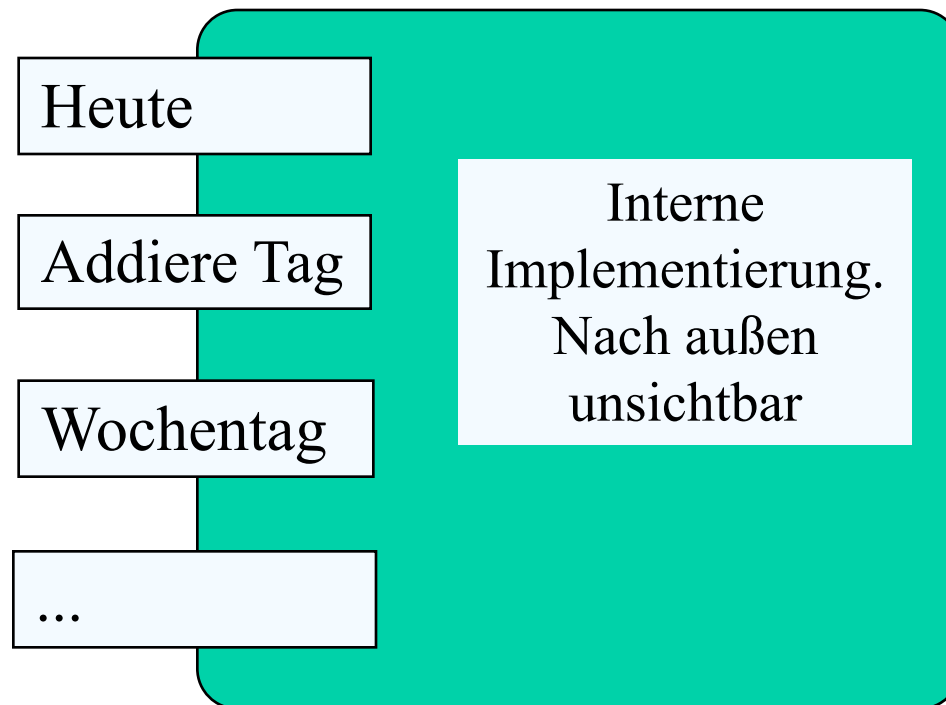 Heute
Addiere Tag
Wochentag
...
Interne
Implementierung.
Nach außen
unsichtbar